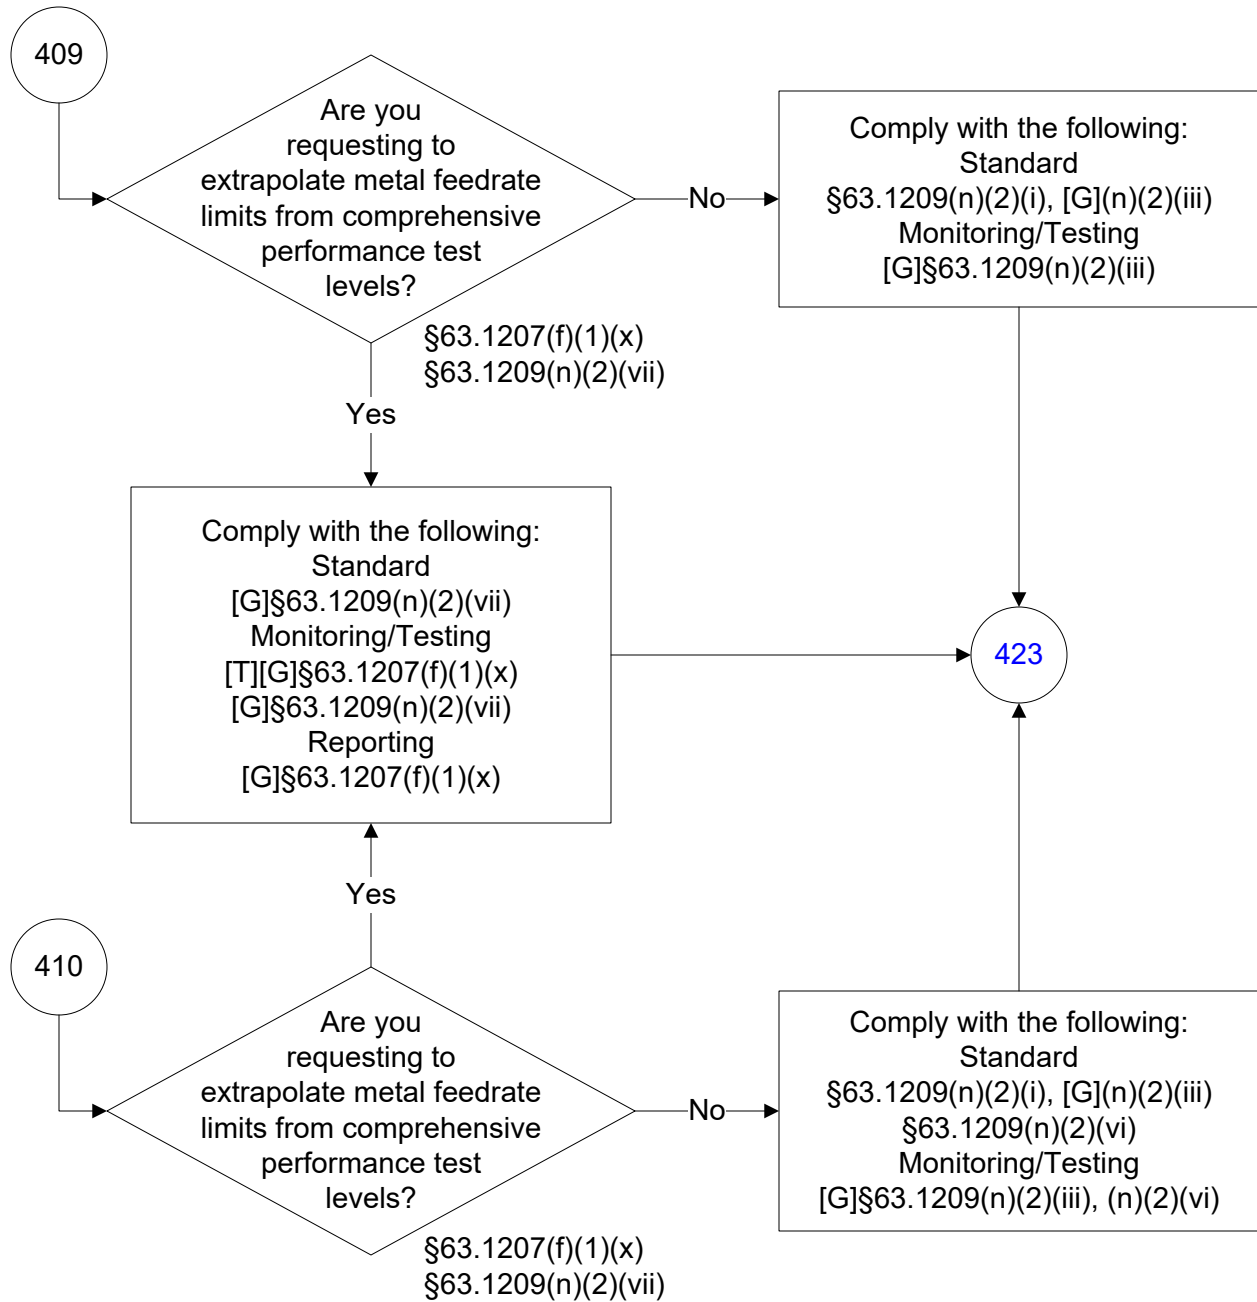 409
Are you
requesting to
extrapolate metal feedrate
limits from comprehensive
performance test
levels?
No
Comply with the following:
Standard
§63.1209(n)(2)(i), [G](n)(2)(iii)
Monitoring/Testing
[G]§63.1209(n)(2)(iii)
§63.1207(f)(1)(x)
§63.1209(n)(2)(vii)
Yes
Comply with the following:
Standard
[G]§63.1209(n)(2)(vii)
Monitoring/Testing
[T][G]§63.1207(f)(1)(x)
[G]§63.1209(n)(2)(vii)
Reporting
[G]§63.1207(f)(1)(x)
423
Yes
410
Are you
requesting to
extrapolate metal feedrate
limits from comprehensive
performance test
levels?
No
Comply with the following:
Standard
§63.1209(n)(2)(i), [G](n)(2)(iii)
§63.1209(n)(2)(vi)
Monitoring/Testing
[G]§63.1209(n)(2)(iii), (n)(2)(vi)
§63.1207(f)(1)(x)
§63.1209(n)(2)(vii)